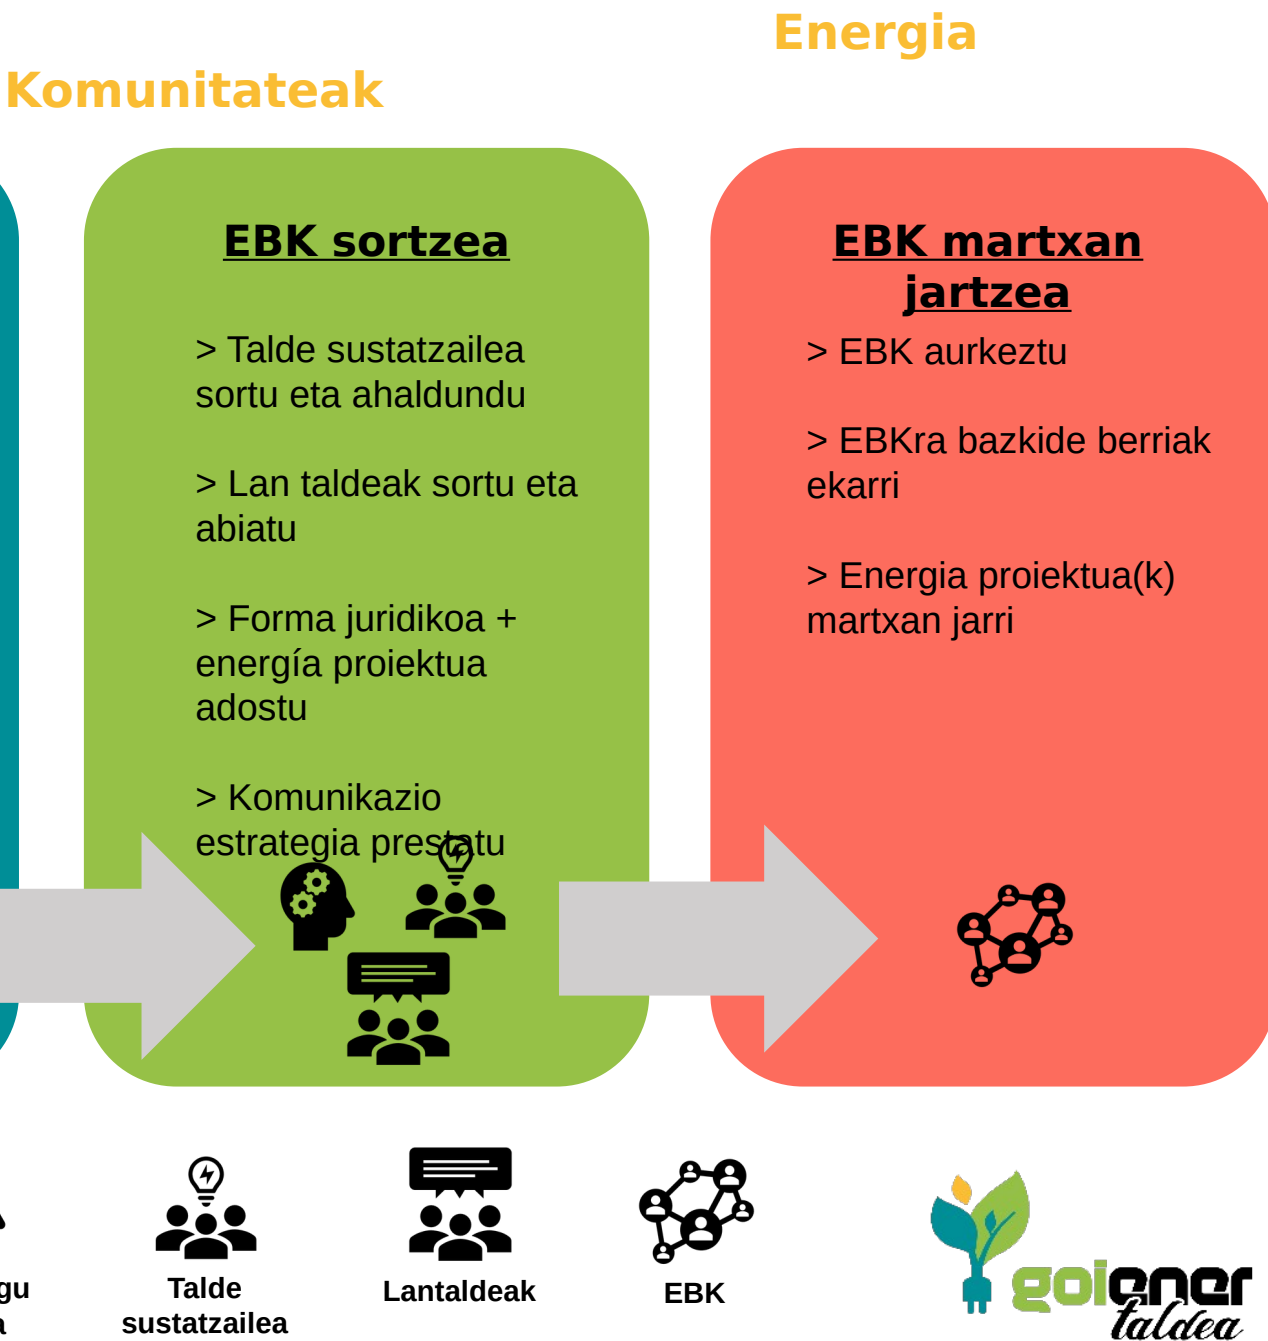 Energia
Komunitateak
EBK sortzea
> Talde sustatzailea
sortu eta ahaldundu
> Lan taldeak sortu eta
abiatu
> Forma juridikoa +
energía proiektua
adostu
> Komunikazio
estrategia prestatu
EBK martxan
jartzea
> EBK aurkeztu
> EBKra bazkide berriak
ekarri
> Energia proiektua(k)
martxan jarri
gu
a
Talde
sustatzailea
Lantaldeak
EBK
goiener
taldea